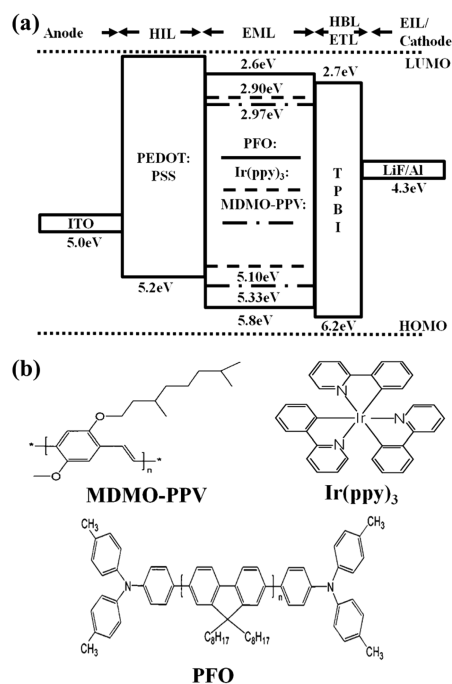 (a)
Anode HIL EML HBL ETL EIL/ Cathode
LUMO
2.6eV
2.7eV
2.90eV
2.97eV
PEDOT: PSS
PFO:
Ir(ppy)3:
MDMO-PPV:
T P B I
LiF/Al
4.3eV
ITO
5.0eV
5.10eV
5.2eV
5.33eV
5.8eV
6.2eV
HOMO
(b)
O
*
O
n
*
MDMO-PPV
N
Ir
N
N
Ir(ppy)3
CH3
CH3
N
n
N
CH3
C8H17
C8H17
CH3
PFO